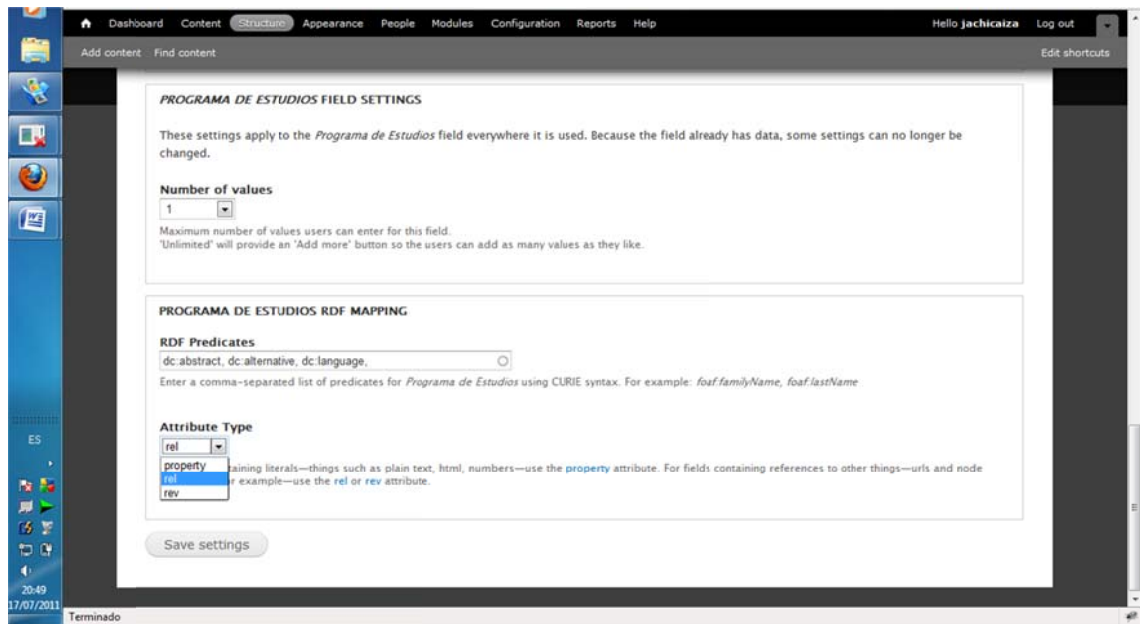 Dashboard Content Structure Appearance People Modules Configuration Reports Help Hello jachicaiza Log out
Add content Find content Edit shortcuts
PROGRAMA DE ESTUDIOS FIELD SETTINGS
These settings apply to the Programa de Estudios field everywhere it is used. Because the field already has data, some settings can no longer be
changed.
Number of values
1
Maximum number of values users can enter for this field.
'Unlimited' will provide an 'Add more' button so the users can add as many values as they like.
PROGRAMA DE ESTUDIOS RDF MAPPING
RDF Predicates
dc:abstract, dc:alternative, dc:language,
Enter a comma-separated list of predicates for Programa de Estudios using CURIE syntax. For example: foaf:familyName, foaf:lastName
Attribute Type
rel
property
rel
rev
taining literals—things such as plain text, html, numbers—use the property attribute. For fields containing references to other things—urls and node
r example—use the rel or rev attribute.
Save settings
ES
20:49
17/07/2011
Terminado